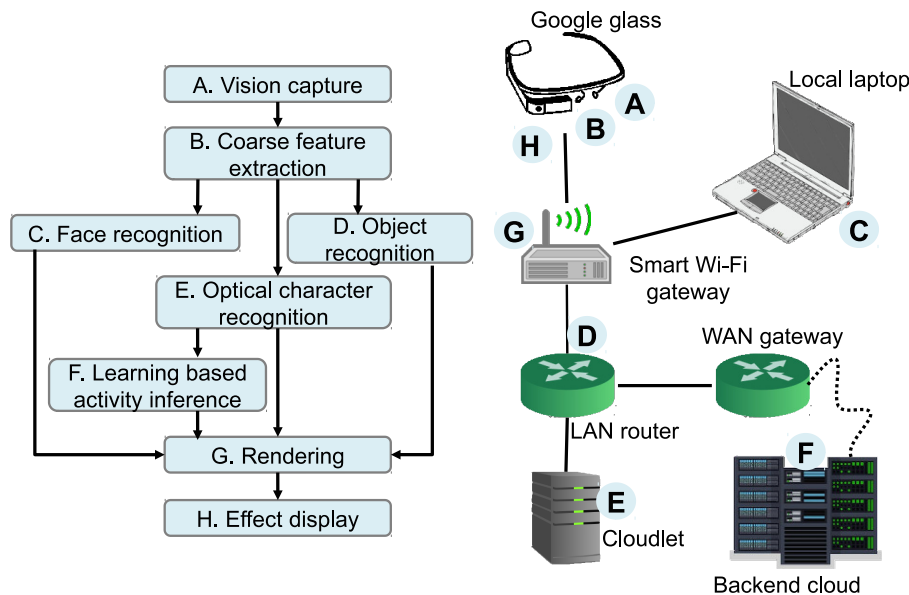 A. Vision capture
B. Coarse feature
extraction
C. Face recognition
D. Object
recognition
E. Optical character
recognition
F. Learning based
activity inference
G. Rendering
H. Effect display
Google glass
A
B
H
Local laptop
C
G
Smart Wi-Fi
gateway
D
WAN gateway
LAN router
F
E
Cloudlet
Backend cloud